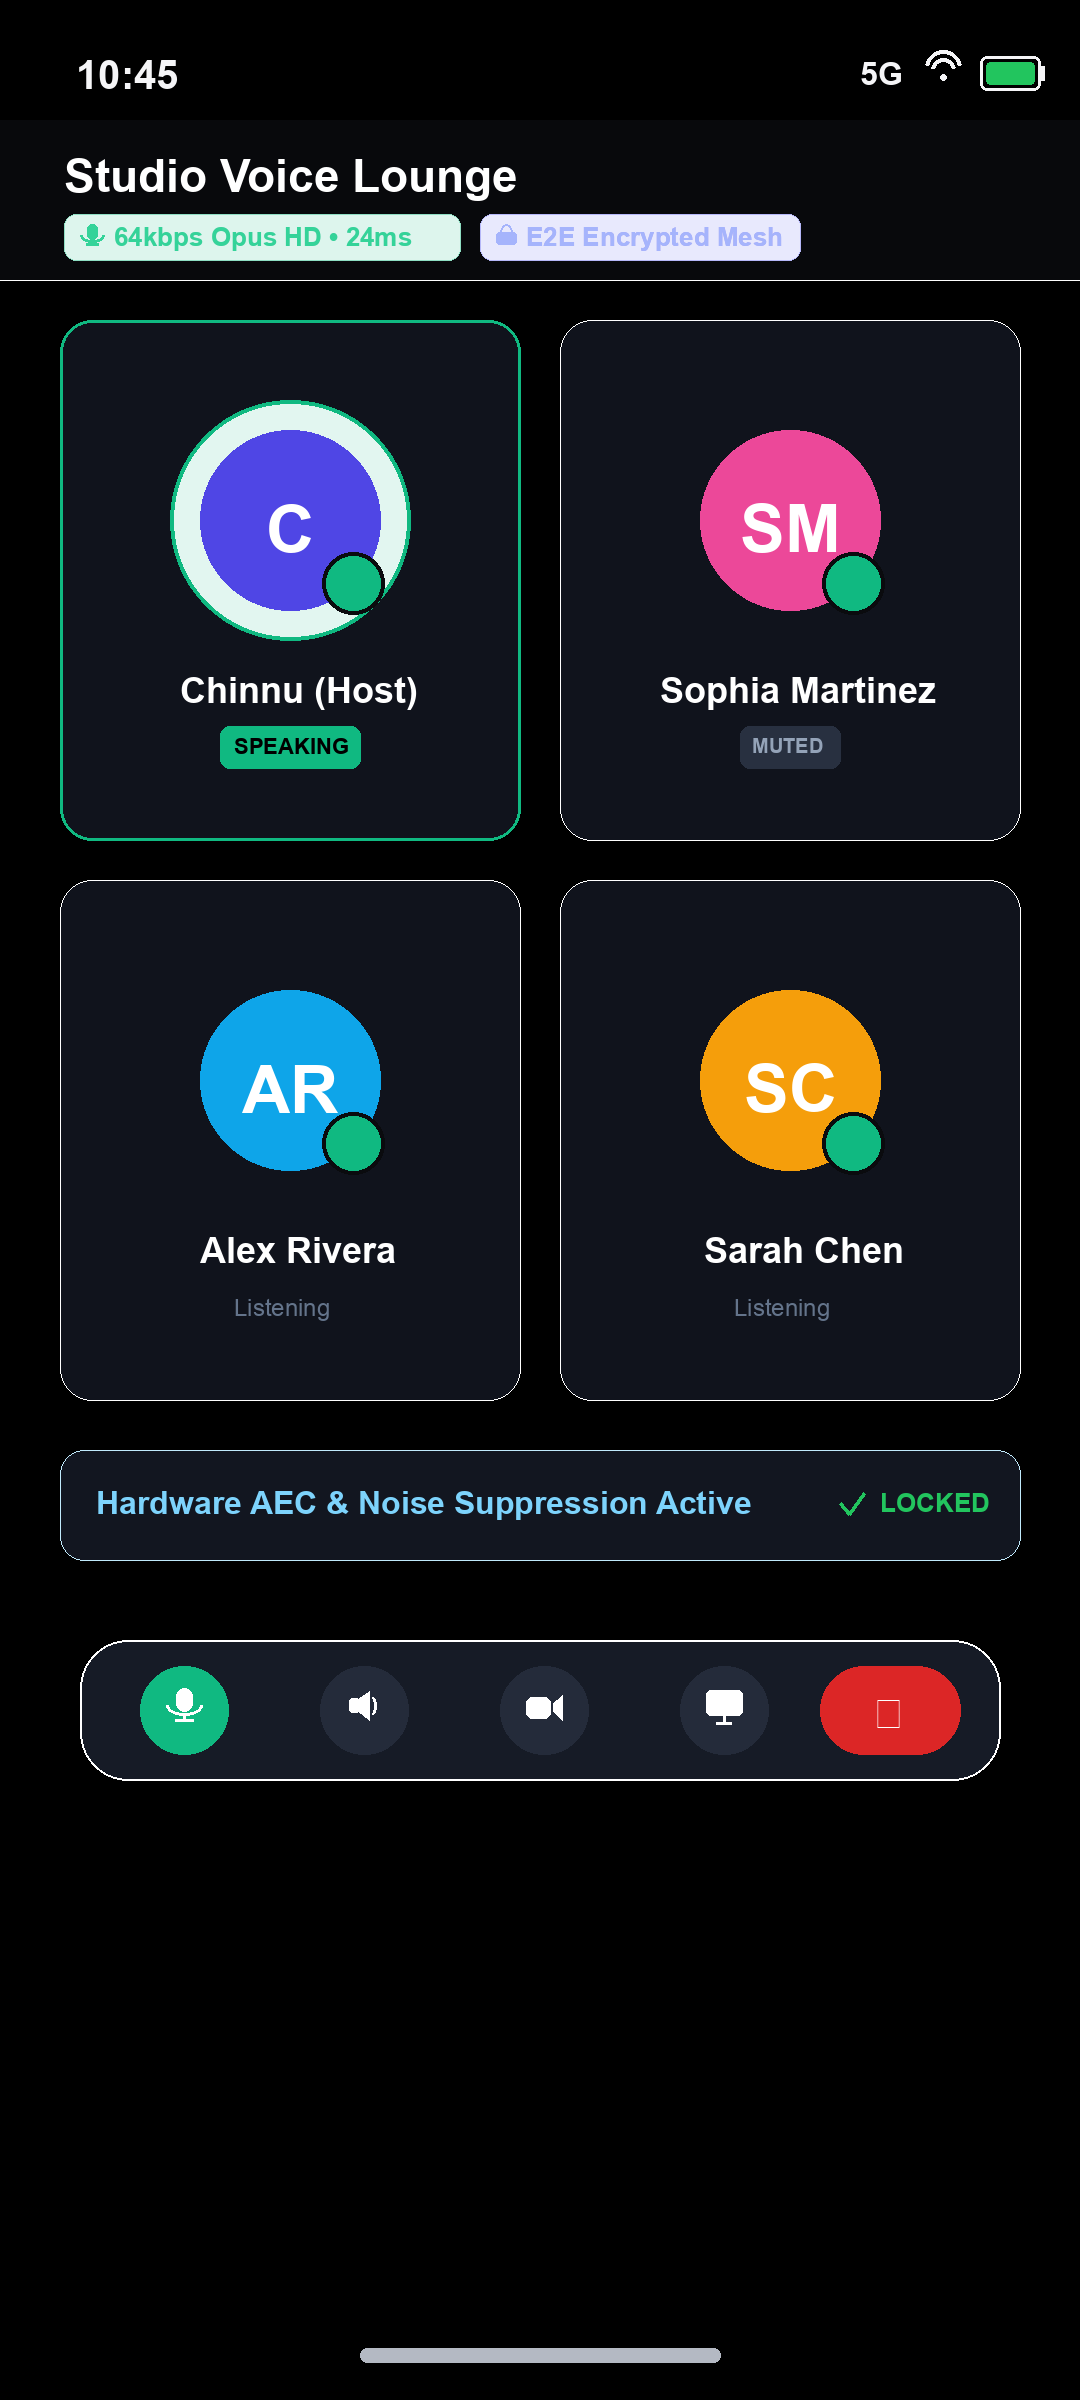 10:45 5G
Studio Voice Lounge
64kbps Opus HD • 24ms E2E Encrypted Mesh
C SM
Chinnu (Host) Sophia Martinez
SPEAKING MUTED
AR SC
Alex Rivera Sarah Chen
Listening Listening
Hardware AEC & Noise Suppression Active LOCKED